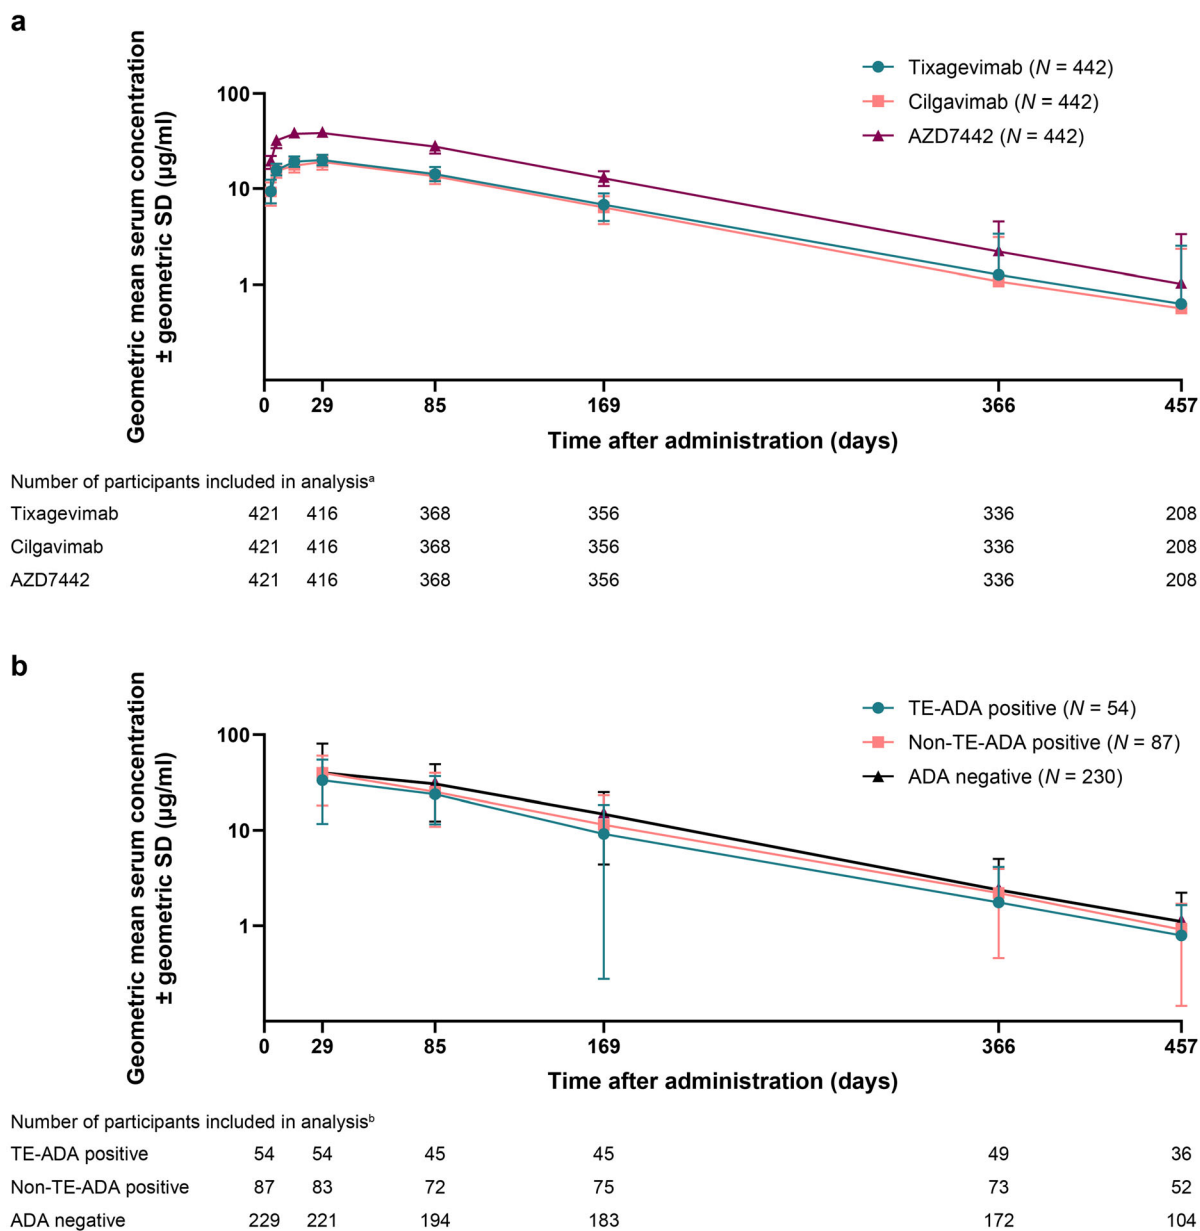 a
Geometric mean serum concentration
± geometric SD (µg/ml)
Tixagevimab (N = 442)
Cilgavimab (N = 442)
AZD7442 (N = 442)
100
10
1
0 29 85 169 366 457
Time after administration (days)
Number of participants included in analysisᵃ
Tixagevimab 421 416 368 356 336 208
Cilgavimab 421 416 368 356 336 208
AZD7442 421 416 368 356 336 208
b
Geometric mean serum concentration
± geometric SD (µg/ml)
TE-ADA positive (N = 54)
Non-TE-ADA positive (N = 87)
ADA negative (N = 230)
100
10
1
0 29 85 169 366 457
Time after administration (days)
Number of participants included in analysisᵇ
TE-ADA positive 54 54 45 45 49 36
Non-TE-ADA positive 87 83 72 75 73 52
ADA negative 229 221 194 183 172 104